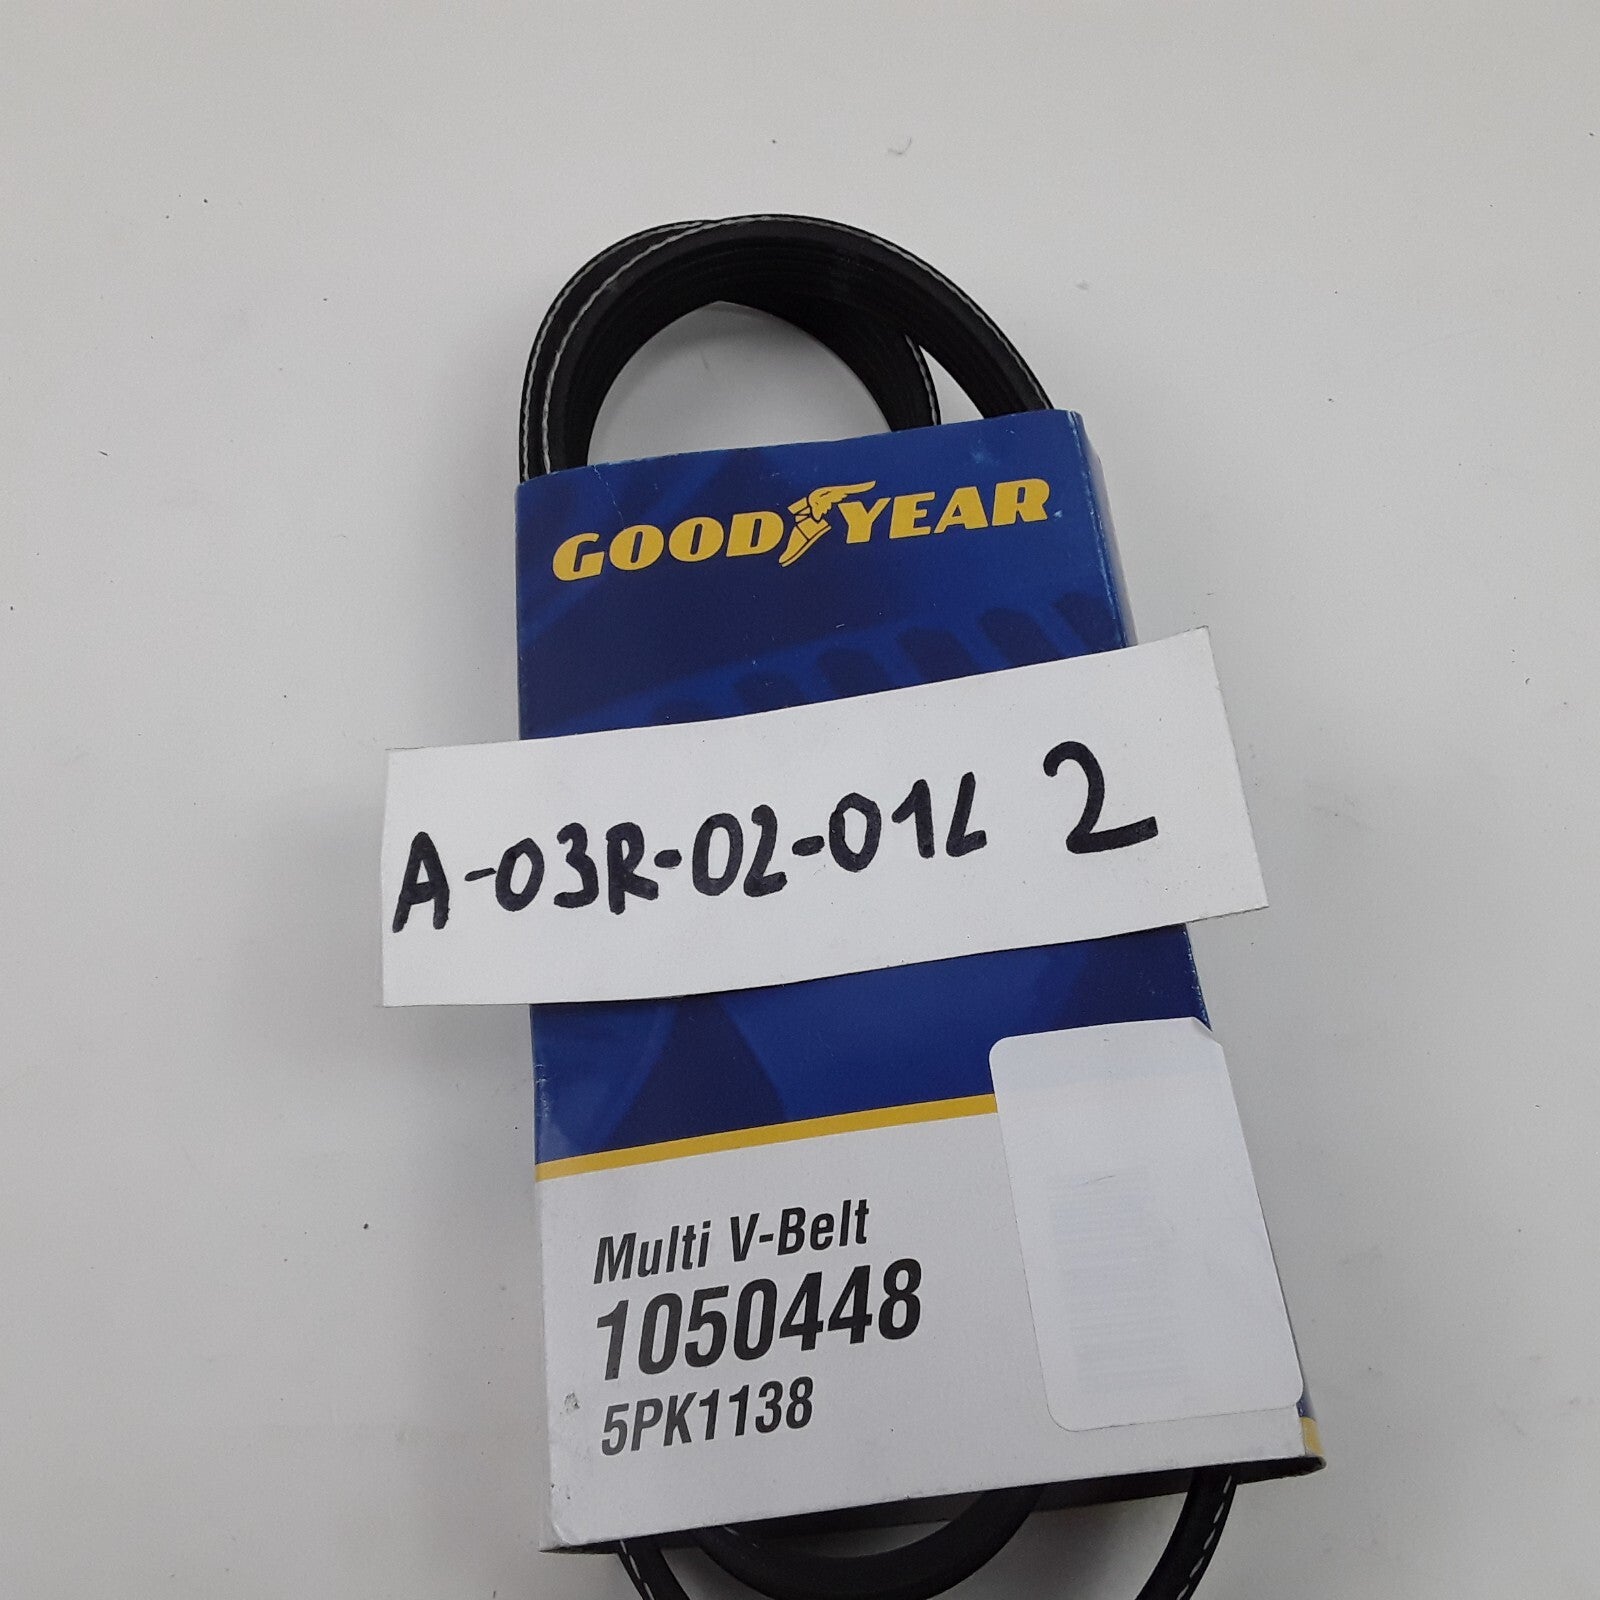 GOODYEAR
A-03R-02-01L 2
Multi V-Belt
1050448
5PK1138